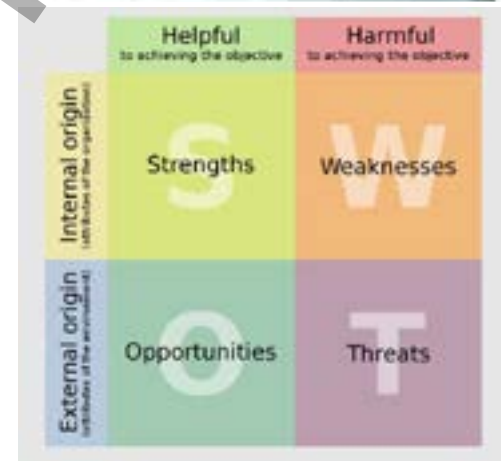 Helpful
to achieving the objective
Harmful
to achieving the objective
Internal origin
(attributes of the organization)
S
Strengths
W
Weaknesses
External origin
(attributes of the environment)
O
Opportunities
T
Threats